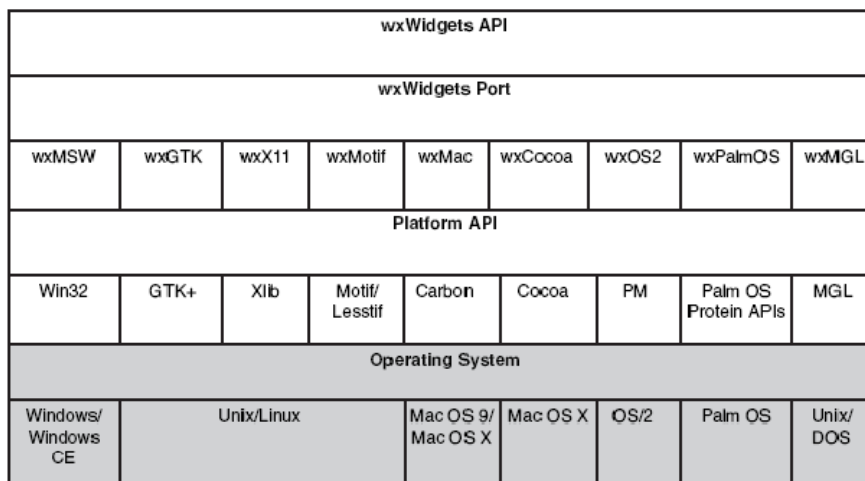 wxWidgets API
wxWidgets Port
wxMSW wxGTK wxX11 wxMotif wxMac wxCocoa wxOS2 wxPalmOS wxMGL
Platform API
Win32 GTK+ Xlib Motif/ Carbon Cocoa PM Palm OS MGL
Lesstif Protein APIs
Operating System
Windows/ Unix/Linux Mac OS 9/ Mac OS X OS/2 Palm OS Unix/
Windows Mac OS X DOS
CE